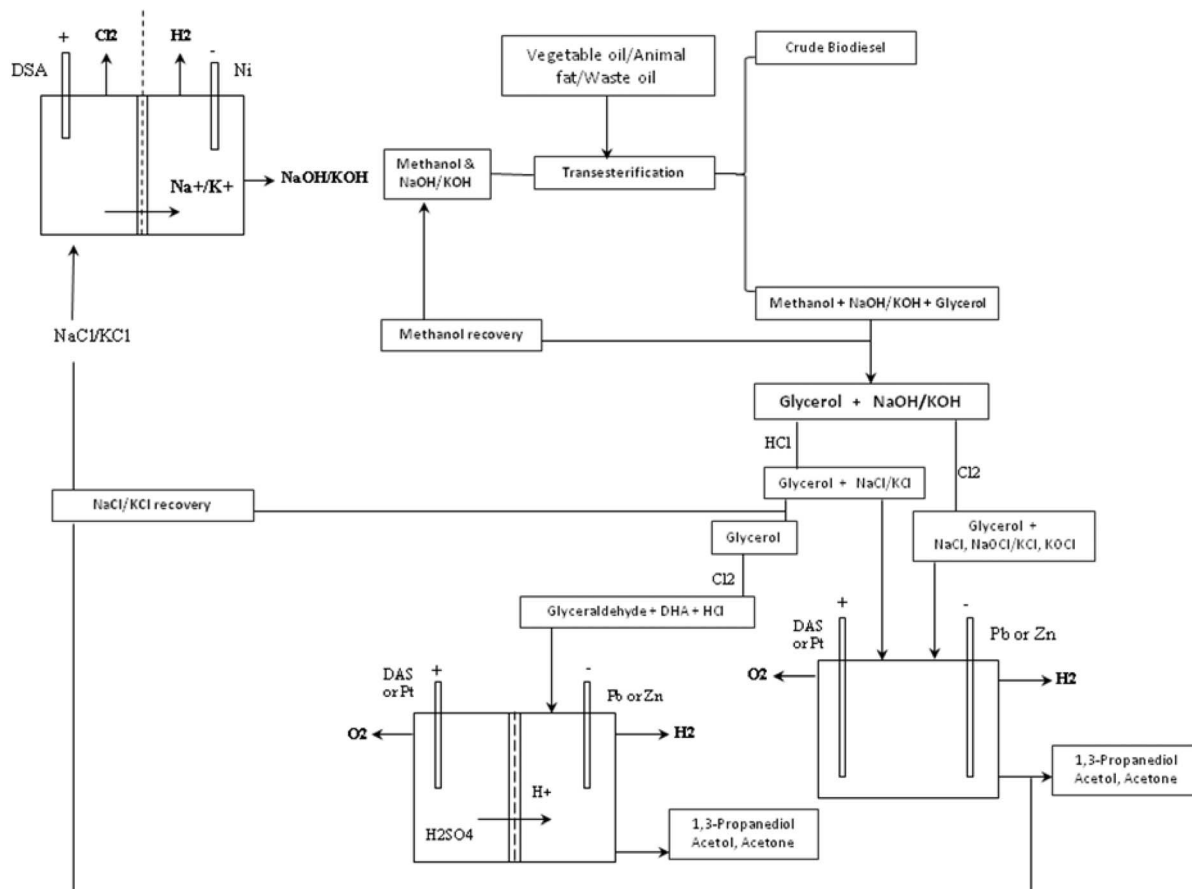 +
Cl2
H2
-
DSA
Ni
Na+/K+
NaOH/KOH
NaCl/KCl
Vegetable oil/Animal
fat/Waste oil
Crude Biodiesel
Methanol &
NaOH/KOH
Transesterification
Methanol + NaOH/KOH + Glycerol
Methanol recovery
Glycerol + NaOH/KOH
HCl
Cl2
Glycerol + NaCl/KCl
NaCl/KCl recovery
Glycerol
Glycerol +
NaCl, NaOCl/KCl, KOCl
Cl2
Glyceraldehyde + DHA + HCl
+
-
DAS
or Pt
Pb or Zn
O2
H2
H+
H2SO4
1,3-Propanediol
Acetol, Acetone
+
-
DAS
or Pt
Pb or Zn
O2
H2
1,3-Propanediol
Acetol, Acetone